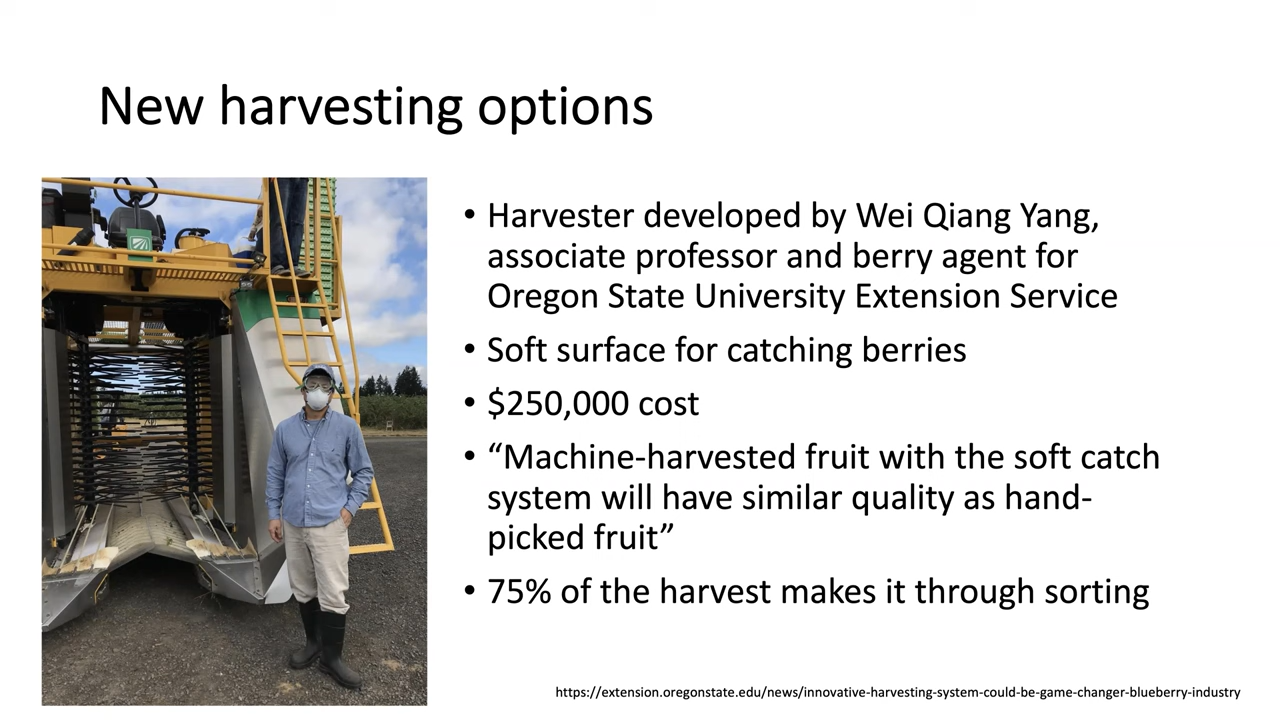 New harvesting options
• Harvester developed by Wei Qiang Yang,
associate professor and berry agent for
Oregon State University Extension Service
• Soft surface for catching berries
• $250,000 cost
• “Machine-harvested fruit with the soft catch
system will have similar quality as hand-
picked fruit”
• 75% of the harvest makes it through sorting
https://extension.oregonstate.edu/news/innovative-harvesting-system-could-be-game-changer-blueberry-industry